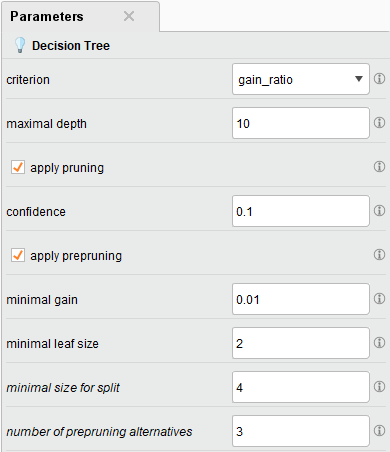 Parameters
Decision Tree
criterion gain_ratio
maximal depth 10
apply pruning
confidence 0.1
apply prepruning
minimal gain 0.01
minimal leaf size 2
minimal size for split 4
number of prepruning alternatives 3